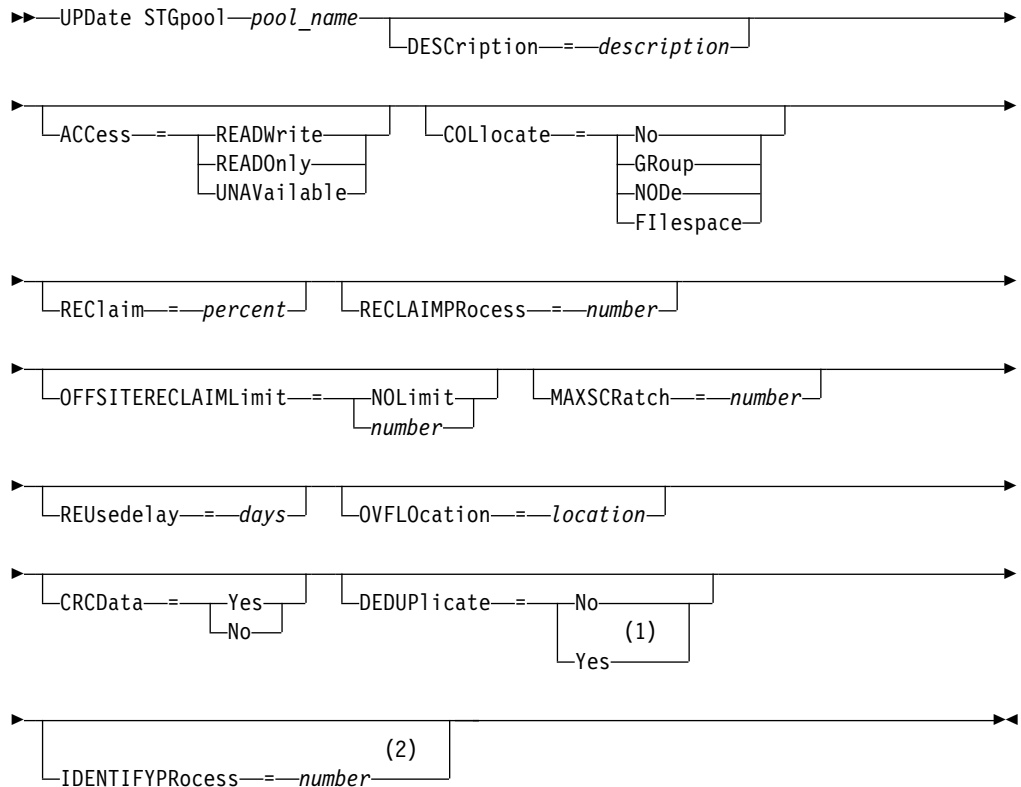 UPDate STGpool pool_name
DESCription = description
ACCess = READWrite
READOnly
UNAVailable
COLlocate = No
GRoup
NODe
FIlespace
REClaim = percent
RECLAIMPRocess = number
OFFSITERECLAIMLimit = NOLimit
number
MAXSCRatch = number
REUsedelay = days
OVFLOcation = location
CRCData = Yes
No
DEDUPlicate = No
(1)
Yes
(2)
IDENTIFYPRocess = number